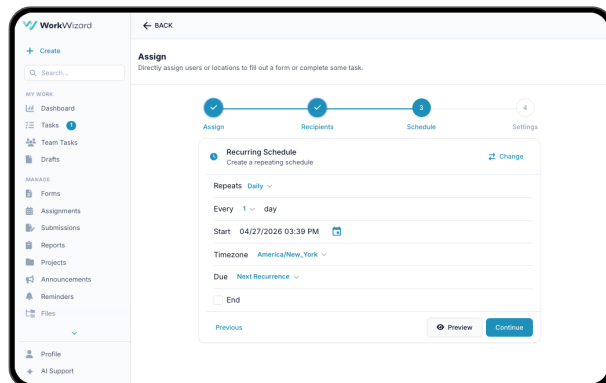 WorkWizard
← BACK
+ Create
Search...
MY WORK
Dashboard
Tasks 1
Team Tasks
Drafts
MANAGE
Forms
Assignments
Submissions
Reports
Projects
Announcements
Reminders
Files
Profile
AI Support
Assign
Directly assign users or locations to fill out a form or complete some task.
3
4
Assign
Recipients
Schedule
Settings
Recurring Schedule
Create a repeating schedule
Change
Repeats Daily
Every 1 day
Start 04/27/2026 03:39 PM
Timezone America/New_York
Due Next Recurrence
End
Previous
Preview
Continue